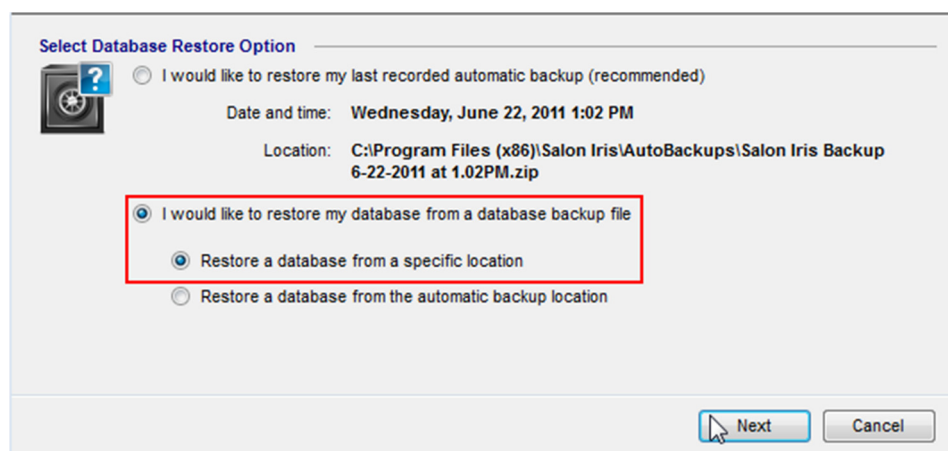 Select Database Restore Option
?
I would like to restore my last recorded automatic backup (recommended)
Date and time: Wednesday, June 22, 2011 1:02 PM
Location: C:\Program Files (x86)\Salon Iris\AutoBackups\Salon Iris Backup
6-22-2011 at 1.02PM.zip
I would like to restore my database from a database backup file
Restore a database from a specific location
Restore a database from the automatic backup location
Next Cancel